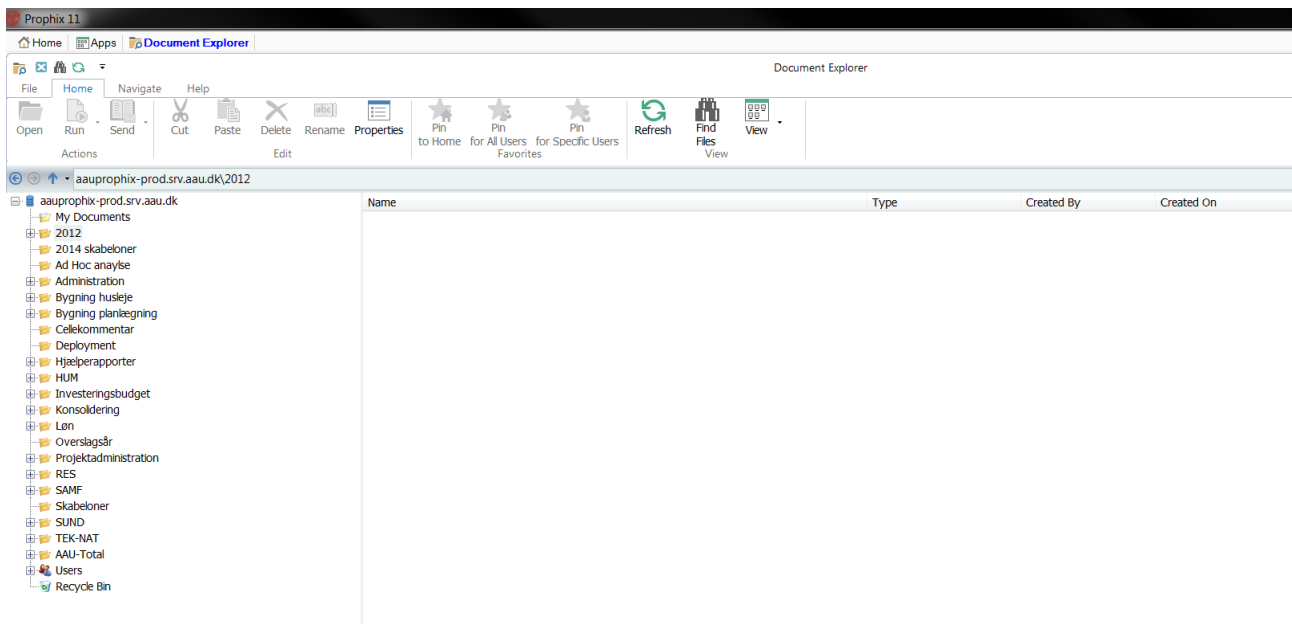 Prophix 11
Home Apps Document Explorer
Document Explorer
File Home Navigate Help
Open Run Send Cut Paste Delete abc Rename Properties Pin to Home Pin for All Users Pin for Specific Users Refresh Find Files View
Actions Edit Favorites View
aauprophix-prod.srv.aau.dk\2012
aauprophix-prod.srv.aau.dk
Name Type Created By Created On
My Documents
2012
2014 skabeloner
Ad Hoc anaylse
Administration
Bygning husleje
Bygning planlægning
Cellekommentar
Deployment
Hjælperapporter
HUM
Investeringsbudget
Konsolidering
Løn
Overslagsår
Projektadministration
RES
SAMF
Skabeloner
SUND
TEK-NAT
AAU-Total
Users
Recycle Bin